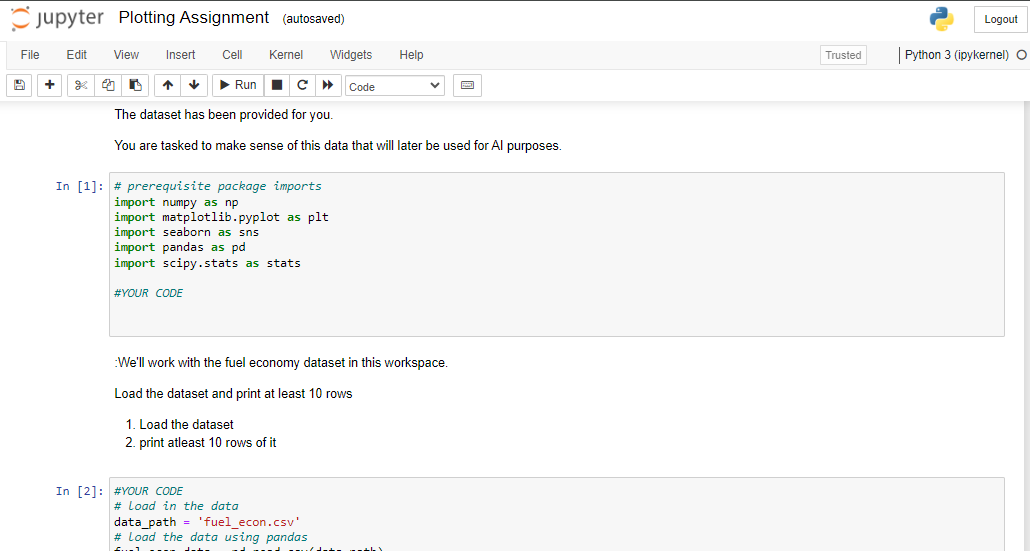 jupyter Plotting Assignment (autosaved)
Logout
File Edit View Insert Cell Kernel Widgets Help
Trusted
Python 3 (ipykernel)
Run
Code
The dataset has been provided for you.
You are tasked to make sense of this data that will later be used for AI purposes.
In [1]:
# prerequisite package imports
import numpy as np
import matplotlib.pyplot as plt
import seaborn as sns
import pandas as pd
import scipy.stats as stats
#YOUR CODE
:We'll work with the fuel economy dataset in this workspace.
Load the dataset and print at least 10 rows
1. Load the dataset
2. print atleast 10 rows of it
In [2]:
#YOUR CODE
# load in the data
data_path = 'fuel_econ.csv'
# load the data using pandas
fuel_econ_data = pd.read_csv(data_path)